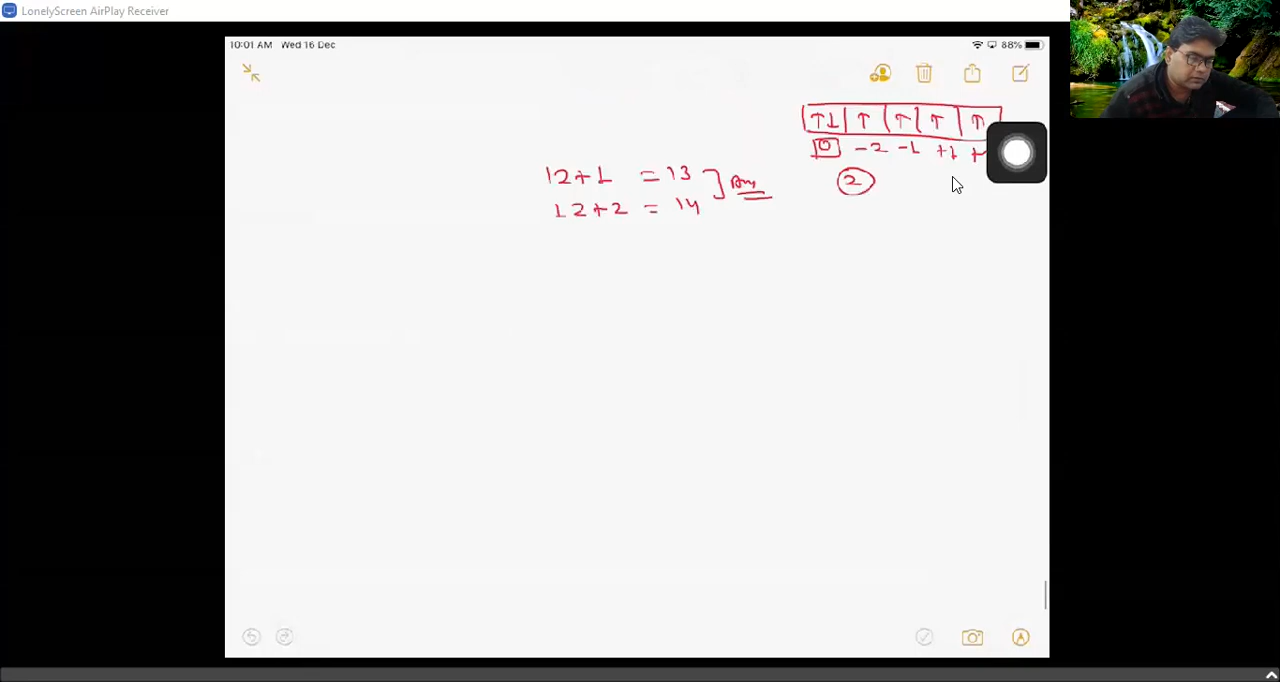 LonelyScreen AirPlay Receiver
10:01 AM Wed 16 Dec
88%
↑↓ ↑ ↑ ↑ ↑
0 -2 -1 +1
12+1 = 13
12+2 = 14
Ans
2